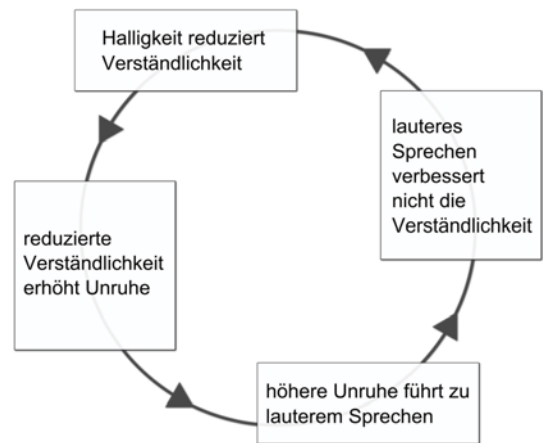 Halligkeit reduziert
Verständlichkeit
reduzierte
Verständlichkeit
erhöht Unruhe
höhere Unruhe führt zu
lauterem Sprechen
lauteres
Sprechen
verbessert
nicht die
Verständlichkeit